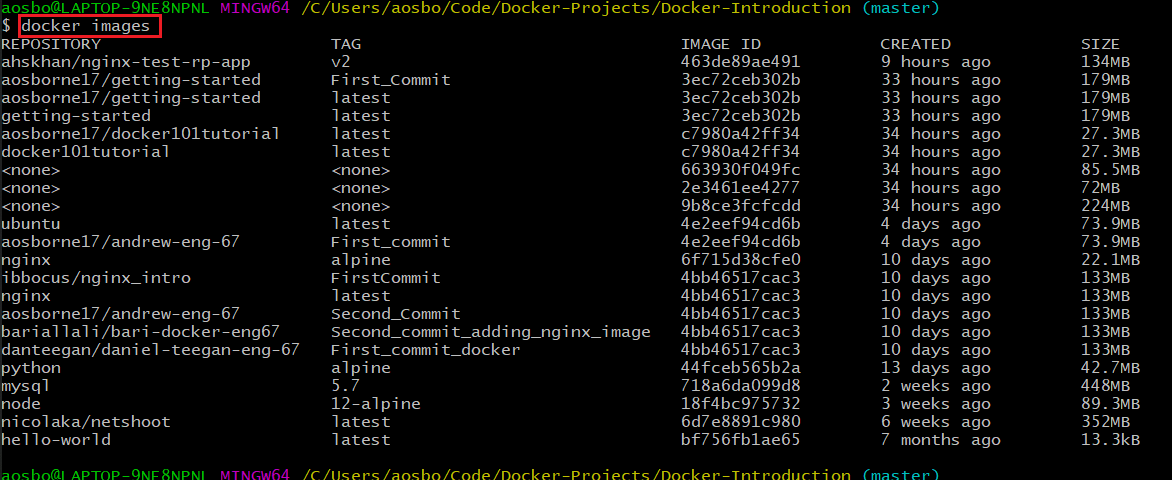 aosbo@LAPTOP-9NE8NPNL MINGW64 /C/Users/aosbo/Code/Docker-Projects/Docker-Introduction (master)
$ docker images
REPOSITORY TAG IMAGE ID CREATED SIZE
ahskhan/nginx-test-rp-app v2 463de89ae491 9 hours ago 134MB
aosborne17/getting-started First_Commit 3ec72ceb302b 33 hours ago 179MB
aosborne17/getting-started latest 3ec72ceb302b 33 hours ago 179MB
getting-started latest 3ec72ceb302b 33 hours ago 179MB
aosborne17/docker101tutorial latest c7980a42ff34 34 hours ago 27.3MB
docker101tutorial latest c7980a42ff34 34 hours ago 27.3MB
<none> <none> 663930f049fc 34 hours ago 85.5MB
<none> <none> 2e3461ee4277 34 hours ago 72MB
<none> <none> 9b8ce3fcfcdd 34 hours ago 224MB
ubuntu latest 4e2eef94cd6b 4 days ago 73.9MB
aosborne17/andrew-eng-67 First_commit 4e2eef94cd6b 4 days ago 73.9MB
nginx alpine 6f715d38cfe0 10 days ago 22.1MB
ibbocus/nginx_intro FirstCommit 4bb46517cac3 10 days ago 133MB
nginx latest 4bb46517cac3 10 days ago 133MB
aosborne17/andrew-eng-67 Second_Commit 4bb46517cac3 10 days ago 133MB
bariallali/bari-docker-eng67 Second_commit_adding_nginx_image 4bb46517cac3 10 days ago 133MB
danteegan/daniel-teegan-eng-67 First_commit_docker 4bb46517cac3 10 days ago 133MB
python alpine 44fceb565b2a 13 days ago 42.7MB
mysql 5.7 718a6da099d8 2 weeks ago 448MB
node 12-alpine 18f4bc975732 3 weeks ago 89.3MB
nicolaka/netshoot latest 6d7e8891c980 6 weeks ago 352MB
hello-world latest bf756fb1ae65 7 months ago 13.3kB
aosbo@LAPTOP-9NE8NPNL MINGW64 /C/Users/aosbo/Code/Docker-Projects/Docker-Introduction (master)